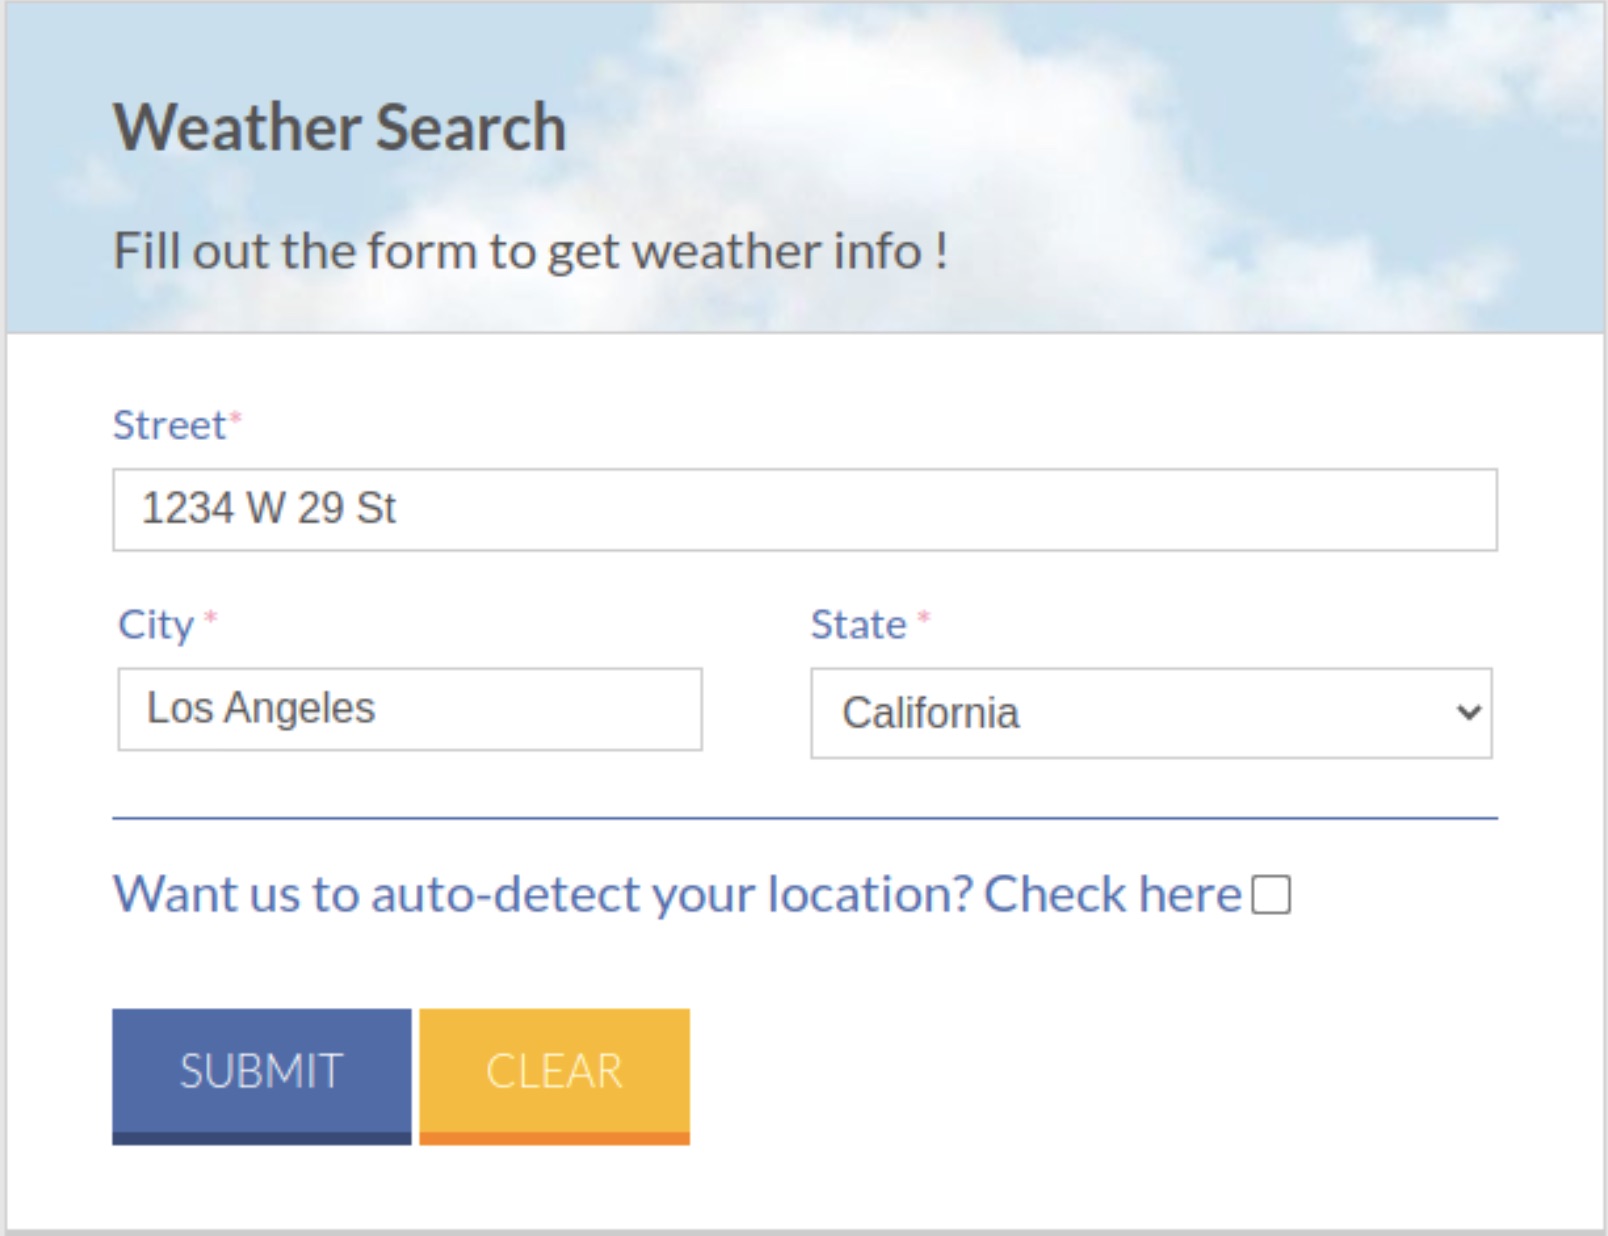 Weather Search
Fill out the form to get weather info !
Street*
1234 W 29 St
City *
State *
Los Angeles
California
Want us to auto-detect your location? Check here
SUBMIT
CLEAR